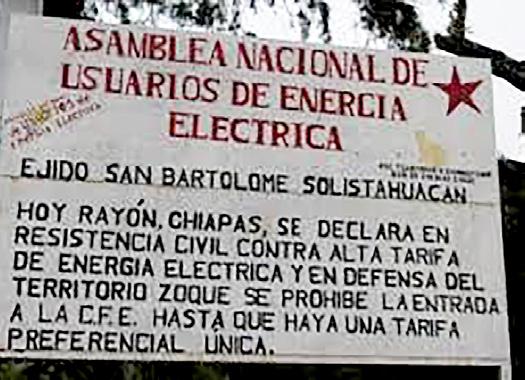 ASAMBLEA NACIONAL DE
USUARIOS DE ENERGIA
ELECTRICA
EJIDO SAN BARTOLOME SOLISTAHUACAN
HOY RAYÓN, CHIAPAS, SE DECLARA EN
RESISTENCIA CIVIL CONTRA ALTA TARIFA
DE ENERGIA ELECTRICA Y EN DEFENSA DEL
TERRITORIO ZOQUE SE PROHIBE LA ENTRADA
A LA C.F.E. HASTA QUE HAYA UNA TARIFA
PREFERENCIAL UNICA.